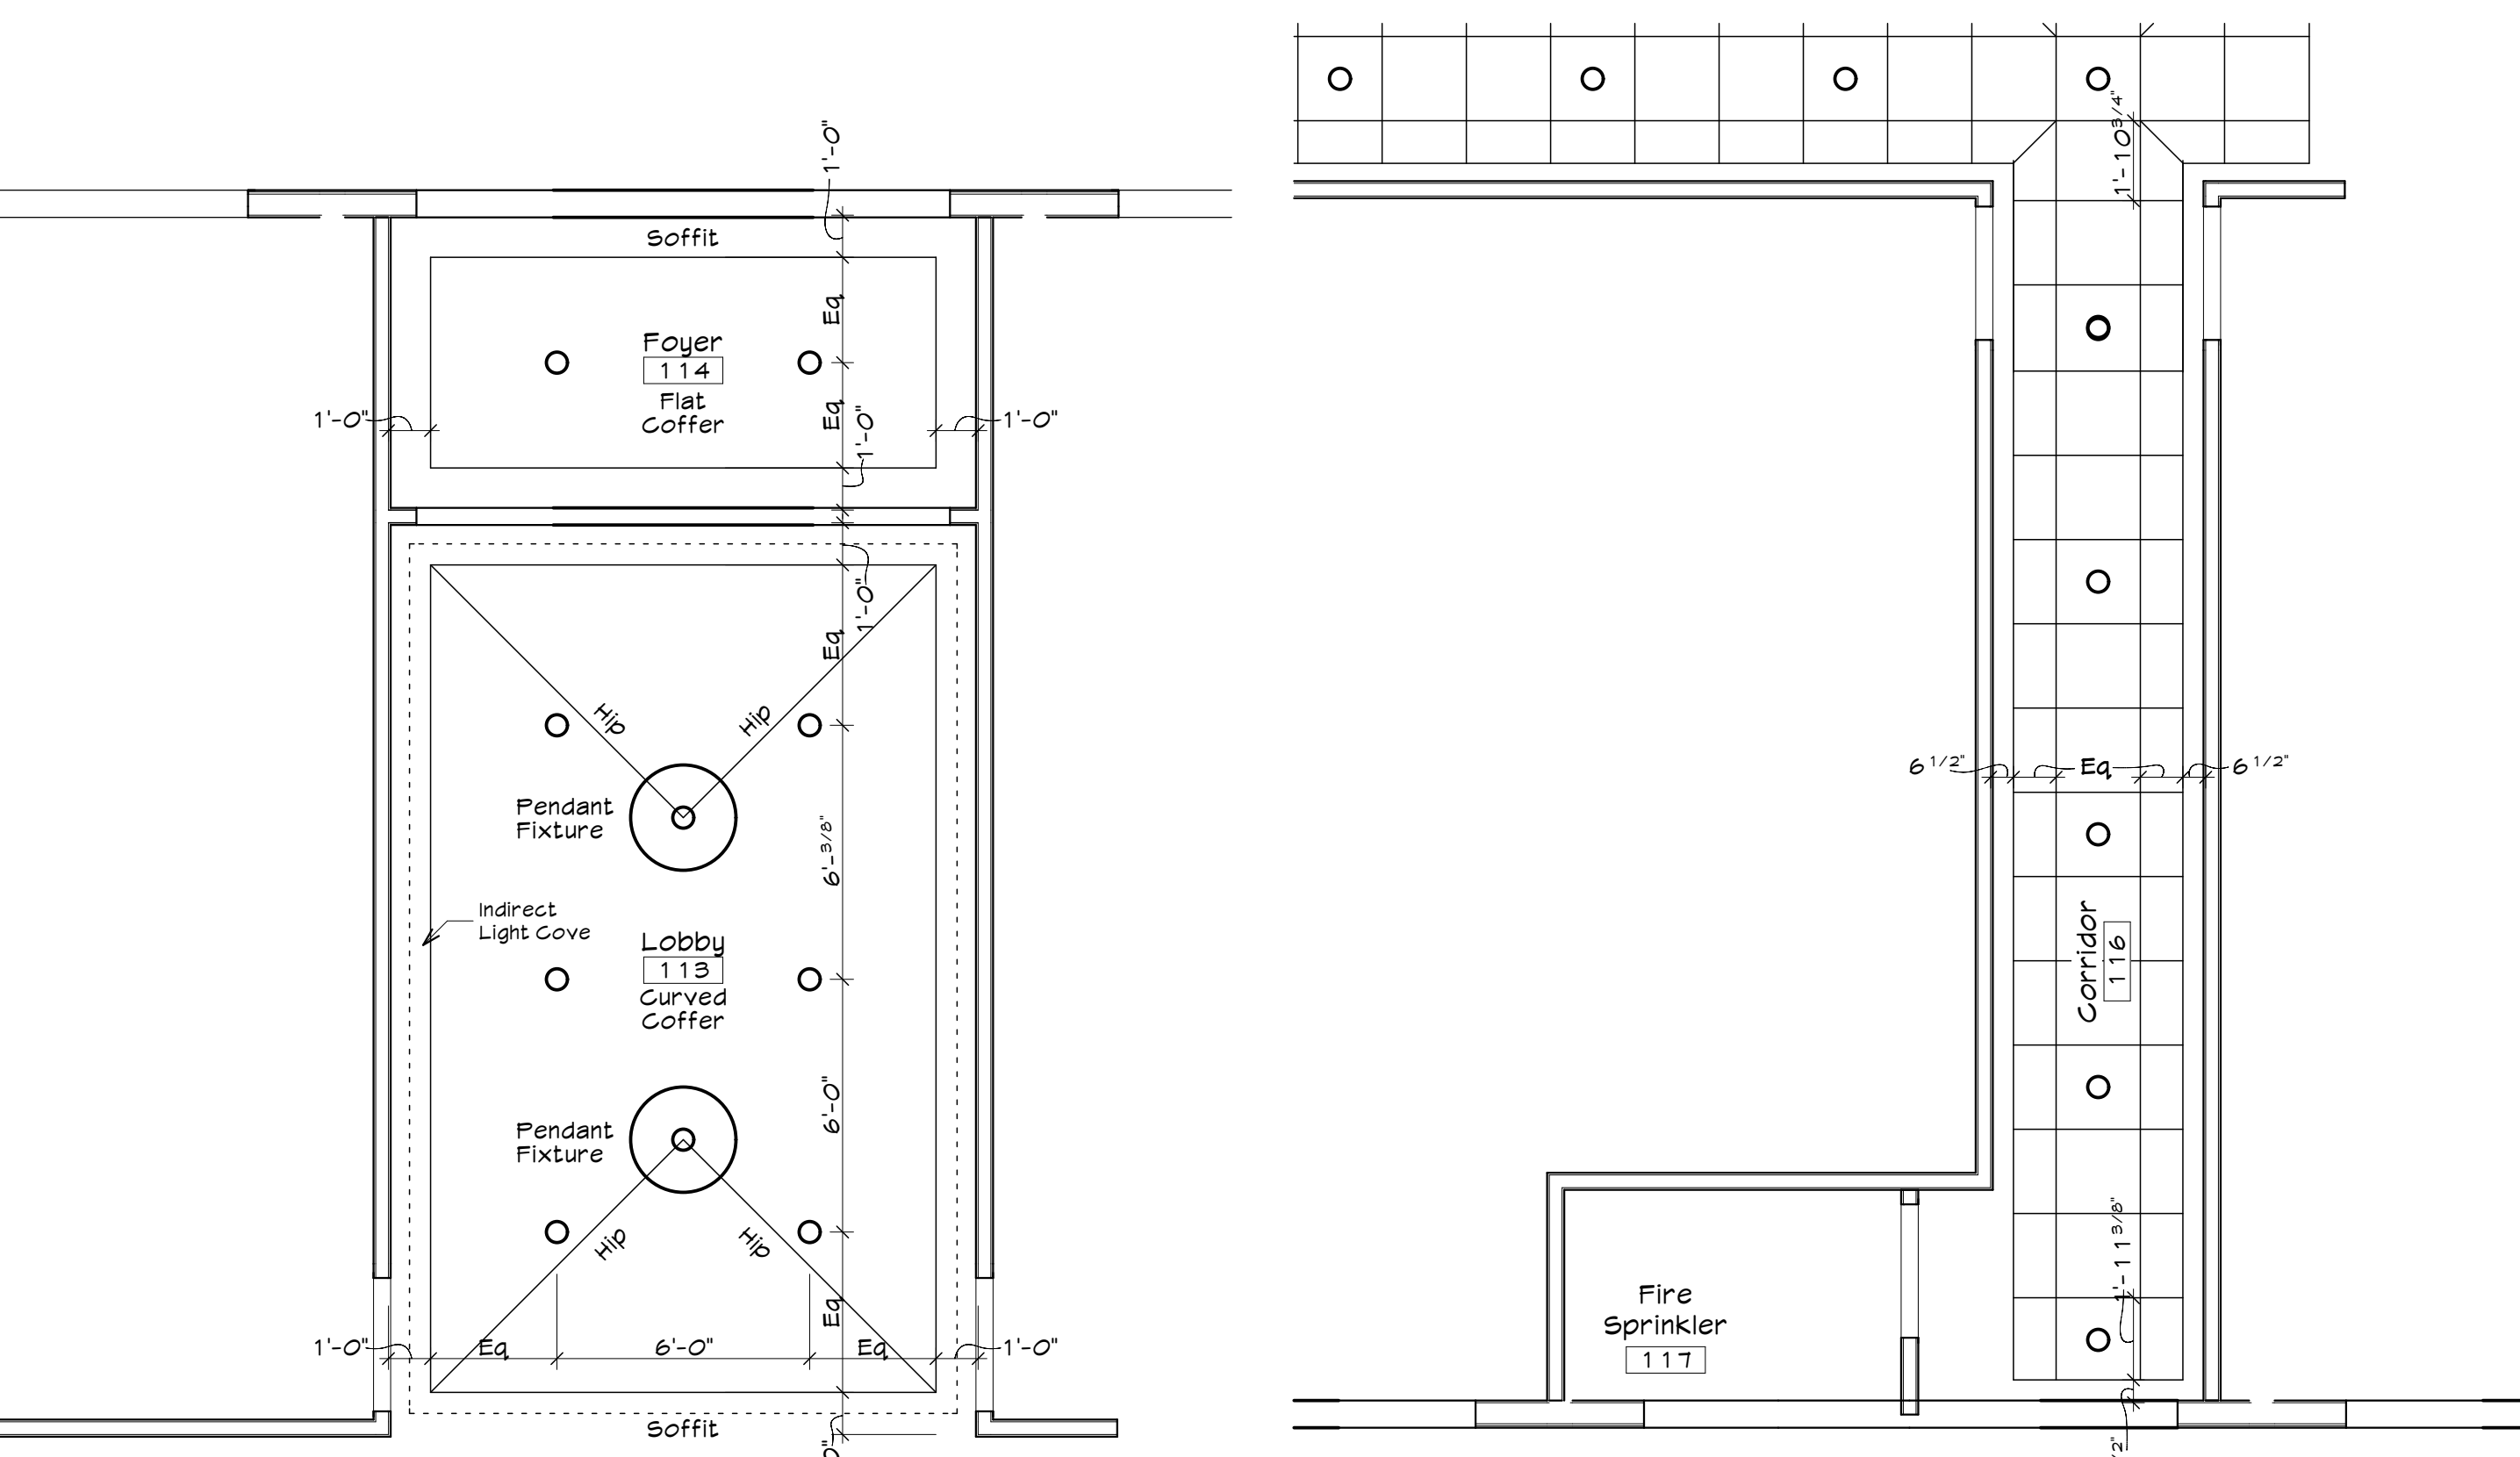 1'-0"
Soffit
Eq.
Foyer
114
Flat
Coffer
Eq.
1'-0"
1'-0"
1'-0"
1'-0"
Eq.
Hip
Hip
Pendant
Fixture
6'-3/8"
Indirect
Light Cove
Lobby
113
Curved
Coffer
6'-0"
Pendant
Fixture
Hip
Hip
Eq.
1'-0"
Eq.
6'-0"
Eq.
1'-0"
Soffit
1'-10 3/4"
6 1/2"
Eq.
6 1/2"
Corridor
116
1'-11 3/8"
Fire
Sprinkler
117